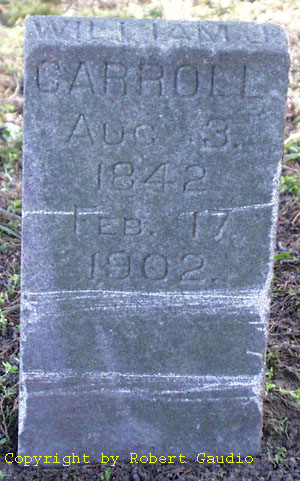 WILLIAM J.
CARROLL
AUG. 3.
1842
FEB. 17.
1902.
Copyright by Robert Gaudio